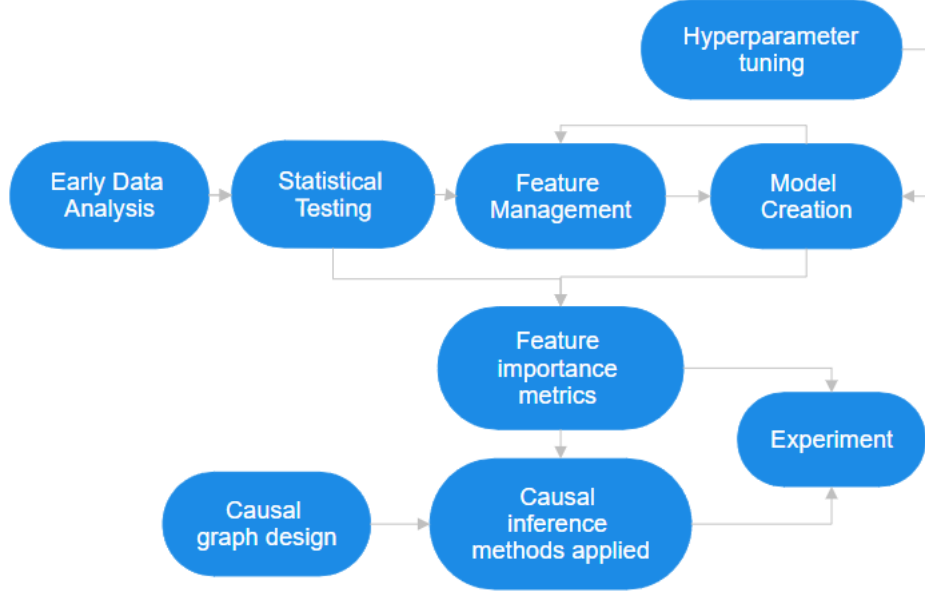 Hyperparameter
tuning
Early Data
Analysis
Statistical
Testing
Feature
Management
Model
Creation
Feature
importance
metrics
Experiment
Causal
graph design
Causal
inference
methods applied